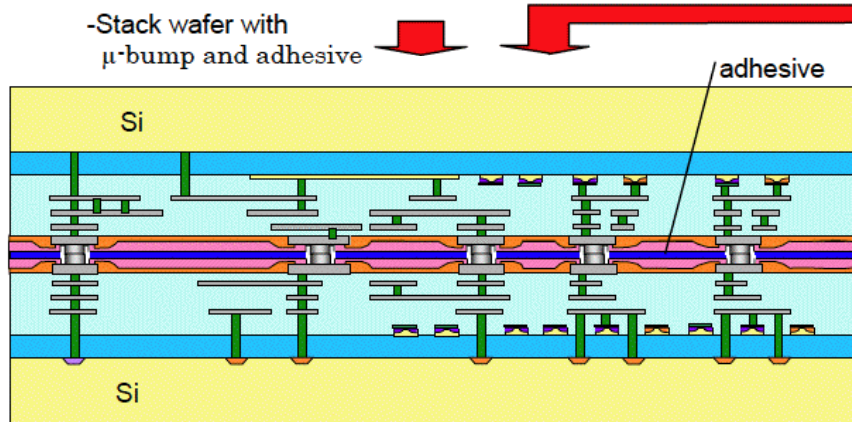 -Stack wafer with
μ-bump and adhesive
adhesive
Si
Si